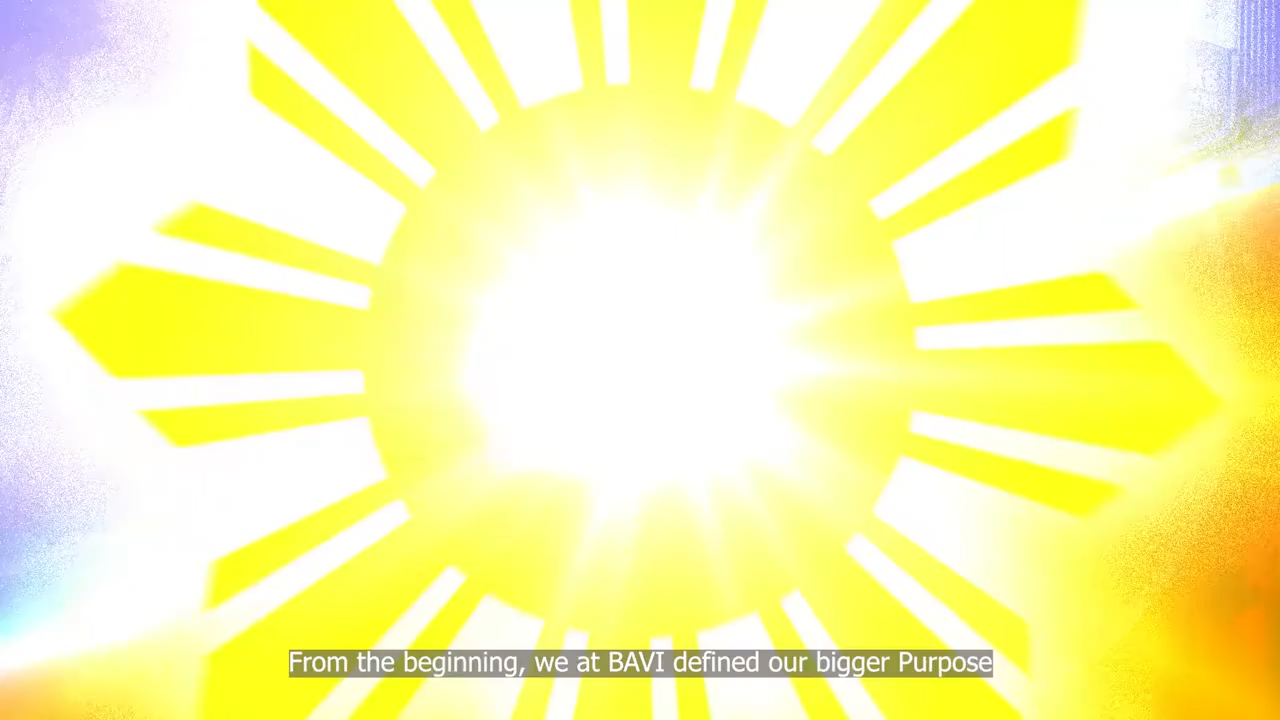 From the beginning, we at BAVI defined our bigger Purpose